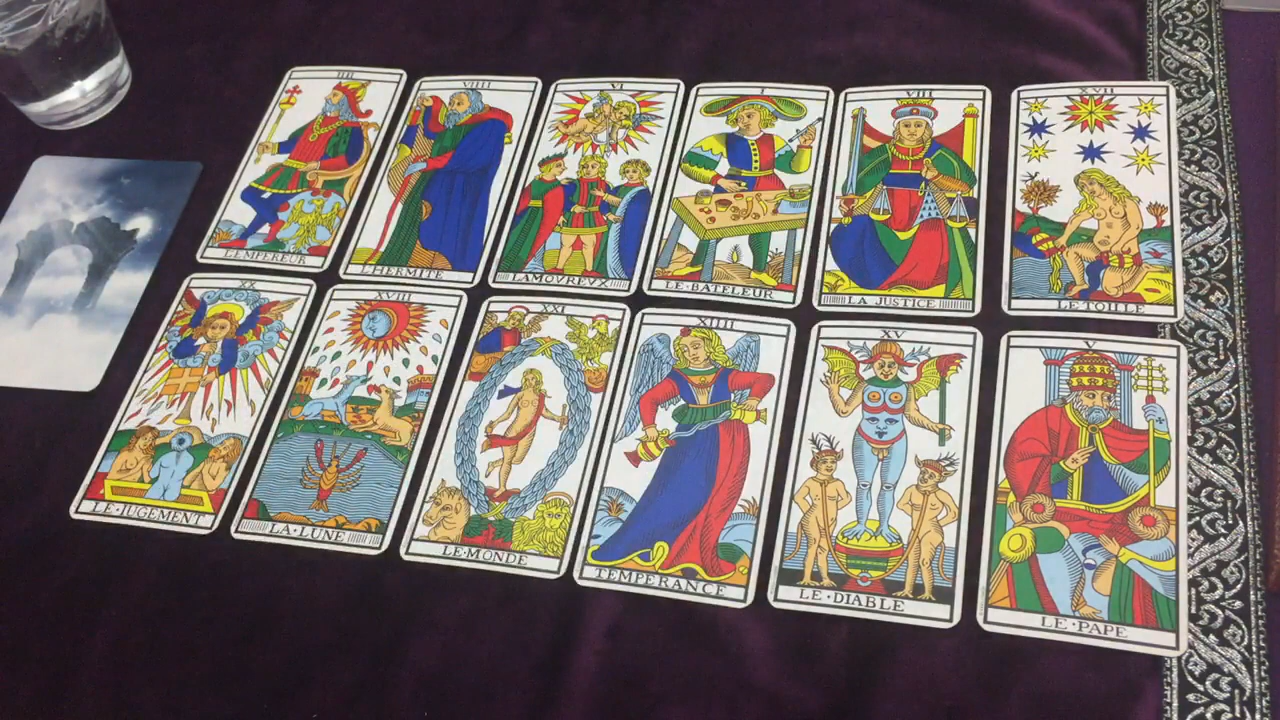 IIII
L'EMPEREUR
VIIII
L'HERMITE
VI
LAMOVREVX
I
LE·BATELEUR
VIII
LA JUSTICE
XVII
LE TOILLE
XX
LE·JUGEMENT
XVIII
LA·LUNE
XXI
LE·MONDE
XIIII
TEMPERANCE
XV
LE·DIABLE
V
LE·PAPE